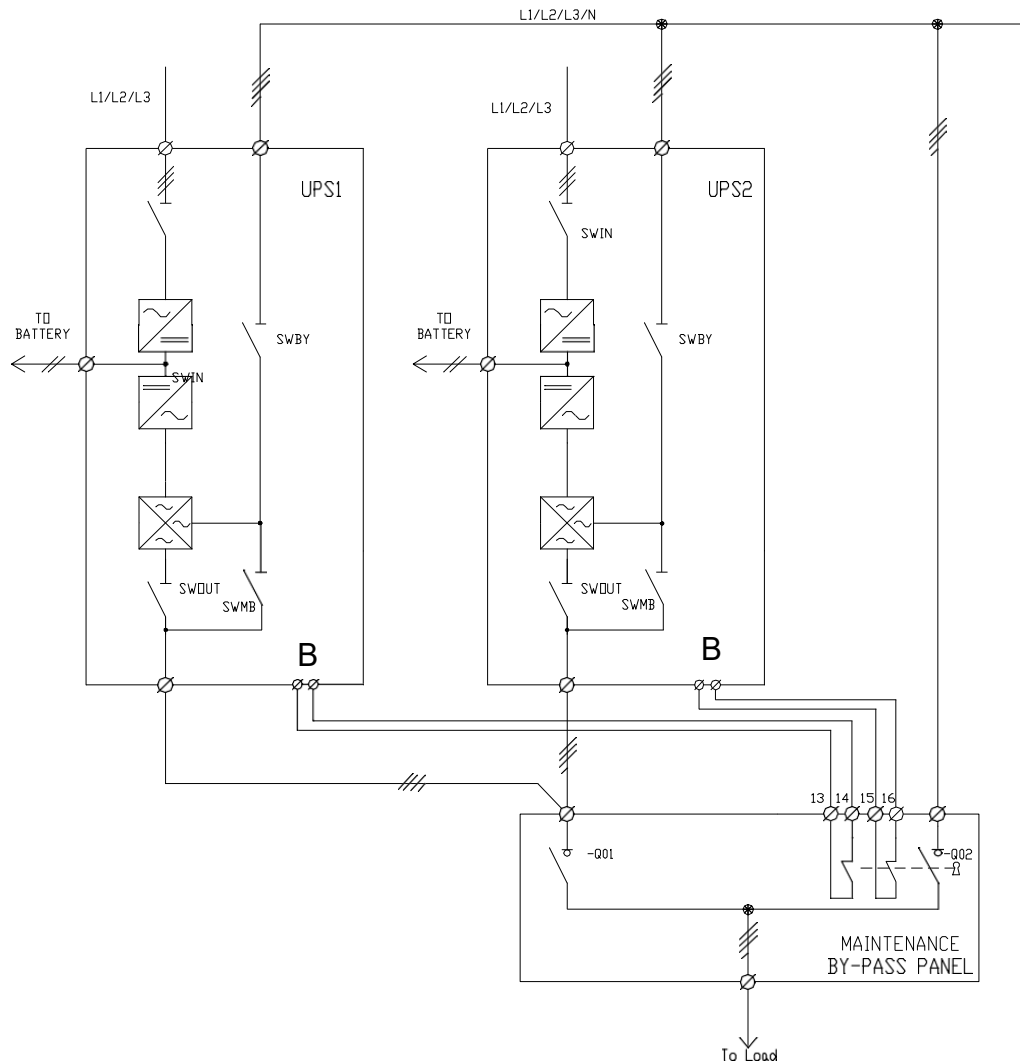 L1/L2/L3/N
L1/L2/L3
L1/L2/L3
UPS1
UPS2
SWIN
TO
BATTERY
TO
BATTERY
SWBY
SWBY
SWIN
SWOUT
SWMB
SWOUT
SWMB
B
B
13
14
15
16
-Q01
-Q02
MAINTENANCE
BY-PASS PANEL
To Load